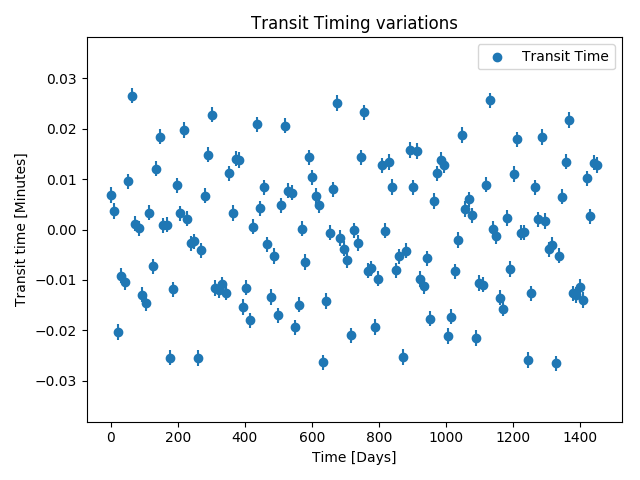 Transit Timing variations
Transit Time
Transit time [Minutes]
0.03
0.02
0.01
0.00
−0.01
−0.02
−0.03
0 200 400 600 800 1000 1200 1400
Time [Days]